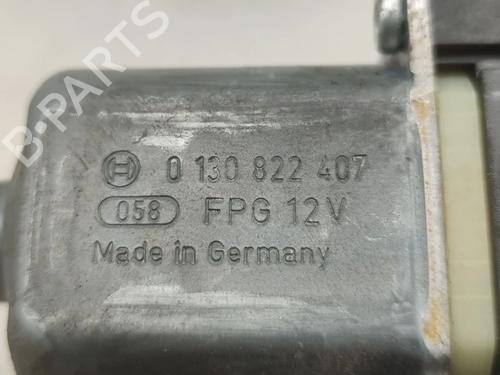 0 130 822 407
058 FPG 12V
Made in Germany
B-PARTS